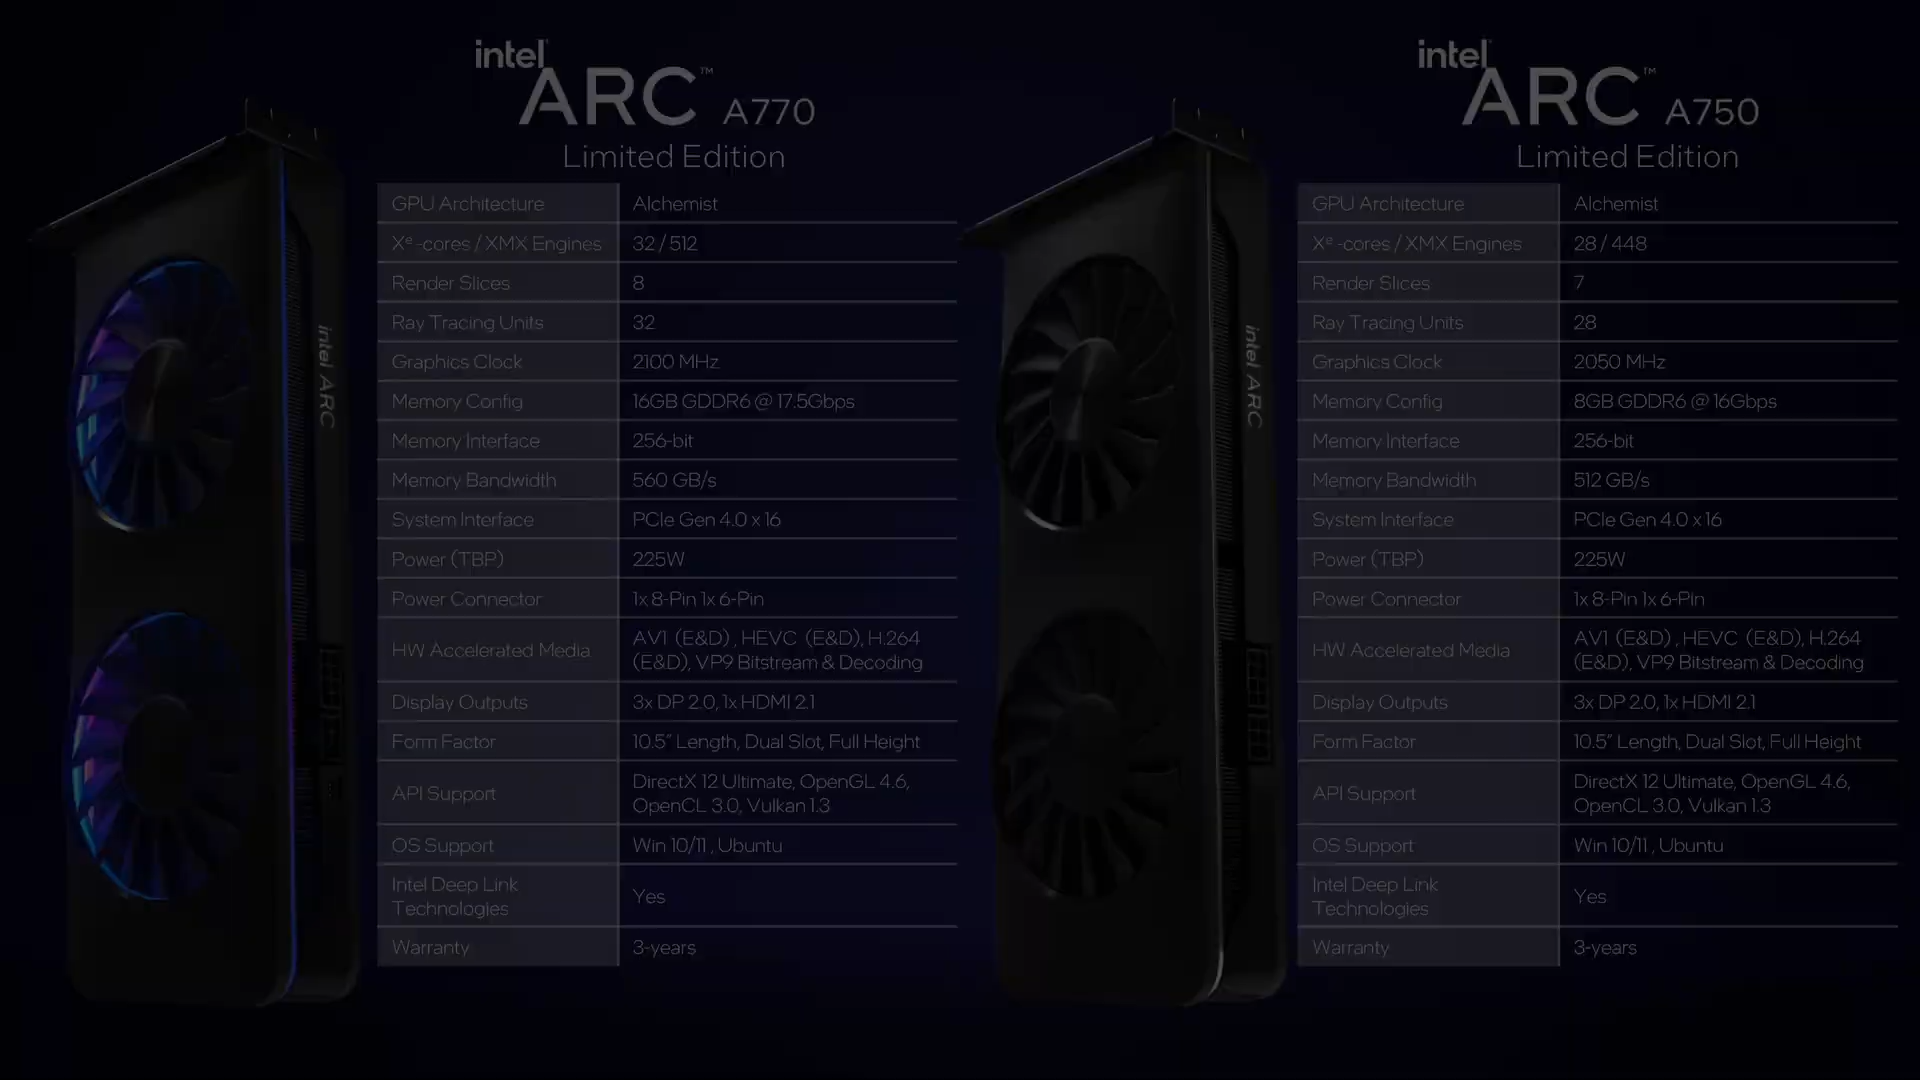 intel
ARC™ A770
Limited Edition
GPU Architecture Alchemist
Xᵉ-cores / XMX Engines 32 / 512
Render Slices 8
Ray Tracing Units 32
Graphics Clock 2100 MHz
Memory Config 16GB GDDR6 @ 17.5Gbps
Memory Interface 256-bit
Memory Bandwidth 560 GB/s
System Interface PCIe Gen 4.0 x 16
Power (TBP) 225W
Power Connector 1x 8-Pin 1x 6-Pin
HW Accelerated Media AV1 (E&D), HEVC (E&D), H.264
(E&D), VP9 Bitstream & Decoding
Display Outputs 3x DP 2.0, 1x HDMI 2.1
Form Factor 10.5” Length, Dual Slot, Full Height
API Support DirectX 12 Ultimate, OpenGL 4.6,
OpenCL 3.0, Vulkan 1.3
OS Support Win 10/11 , Ubuntu
Intel Deep Link
Technologies Yes
Warranty 3-years
intel ARC
intel
ARC™ A750
Limited Edition
GPU Architecture Alchemist
Xᵉ-cores / XMX Engines 28 / 448
Render Slices 7
Ray Tracing Units 28
Graphics Clock 2050 MHz
Memory Config 8GB GDDR6 @ 16Gbps
Memory Interface 256-bit
Memory Bandwidth 512 GB/s
System Interface PCIe Gen 4.0 x 16
Power (TBP) 225W
Power Connector 1x 8-Pin 1x 6-Pin
HW Accelerated Media AV1 (E&D) , HEVC (E&D), H.264
(E&D), VP9 Bitstream & Decoding
Display Outputs 3x DP 2.0, 1x HDMI 2.1
Form Factor 10.5” Length, Dual Slot, Full Height
API Support DirectX 12 Ultimate, OpenGL 4.6,
OpenCL 3.0, Vulkan 1.3
OS Support Win 10/11 , Ubuntu
Intel Deep Link
Technologies Yes
Warranty 3-years
intel ARC